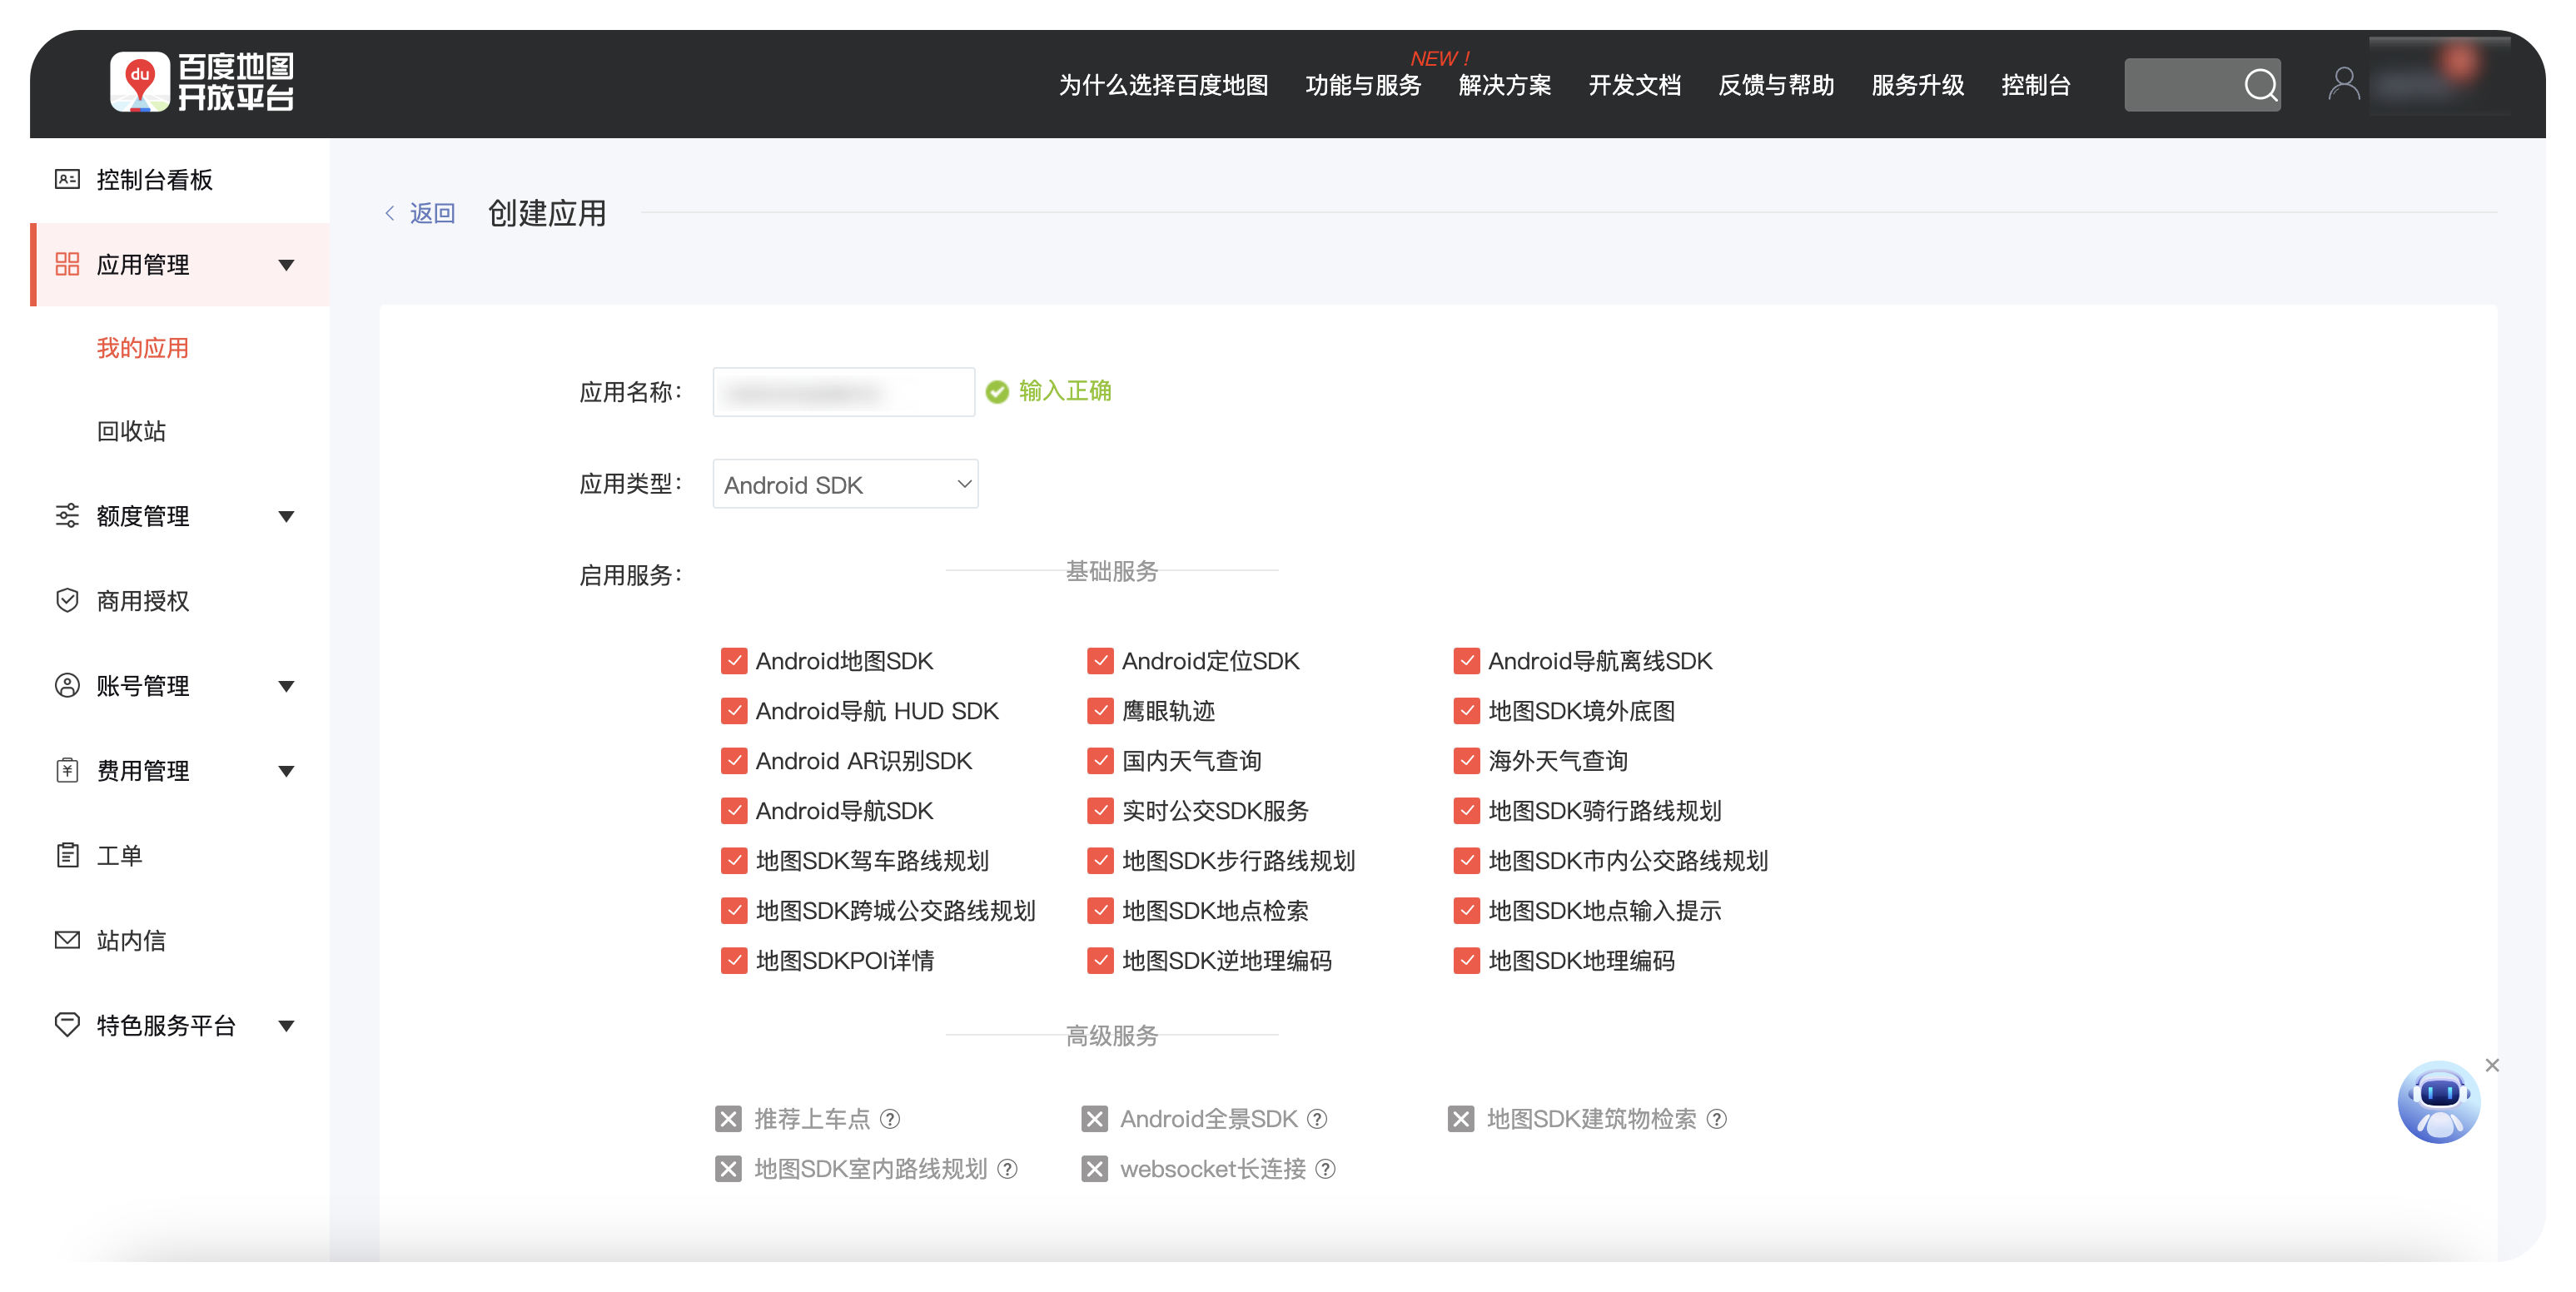 du 百度地图
开放平台
NEW !
为什么选择百度地图 功能与服务 解决方案 开发文档 反馈与帮助 服务升级 控制台
控制台看板
应用管理
我的应用
回收站
额度管理
商用授权
账号管理
费用管理
工单
站内信
特色服务平台
返回 创建应用
应用名称: 输入正确
应用类型: Android SDK
启用服务: 基础服务
Android地图SDK Android定位SDK Android导航离线SDK
Android导航 HUD SDK 鹰眼轨迹 地图SDK境外底图
Android AR识别SDK 国内天气查询 海外天气查询
Android导航SDK 实时公交SDK服务 地图SDK骑行路线规划
地图SDK驾车路线规划 地图SDK步行路线规划 地图SDK市内公交路线规划
地图SDK跨城公交路线规划 地图SDK地点检索 地图SDK地点输入提示
地图SDKPOI详情 地图SDK逆地理编码 地图SDK地理编码
高级服务
推荐上车点 ? Android全景SDK ? 地图SDK建筑物检索 ?
地图SDK室内路线规划 ? websocket长连接 ?